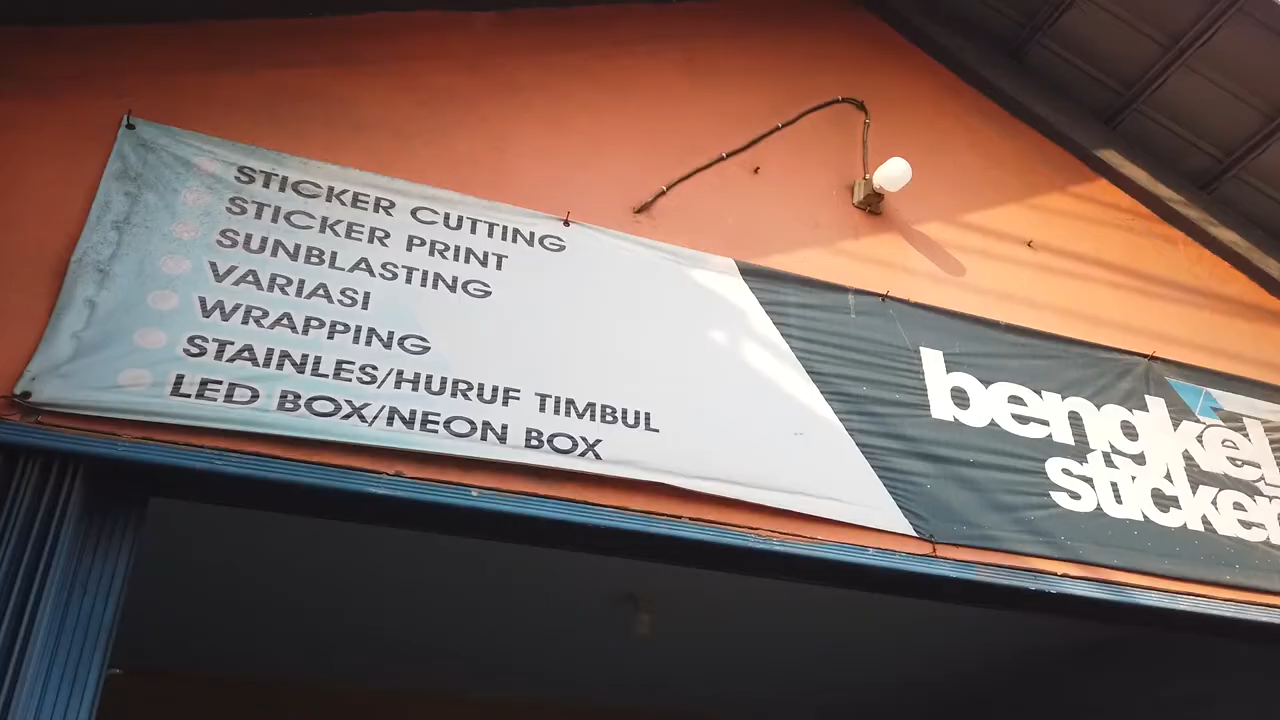 STICKER CUTTING
STICKER PRINT
SUNBLASTING
VARIASI
WRAPPING
STAINLES/HURUF TIMBUL
LED BOX/NEON BOX
bengkel
sticker